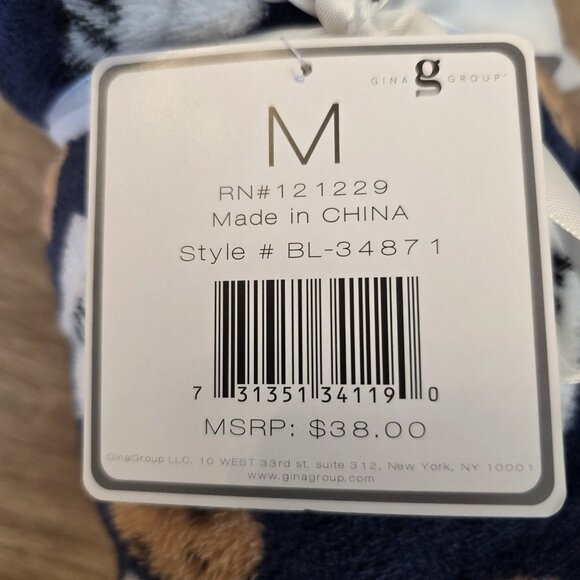 GINA g GROUP
M
RN#121229
Made in CHINA
Style # BL-34871
7 31351 34119 0
MSRP: $38.00
GinaGroup LLC. 10 WEST 33rd st. suite 312, New York, NY 10001
www.ginagroup.com